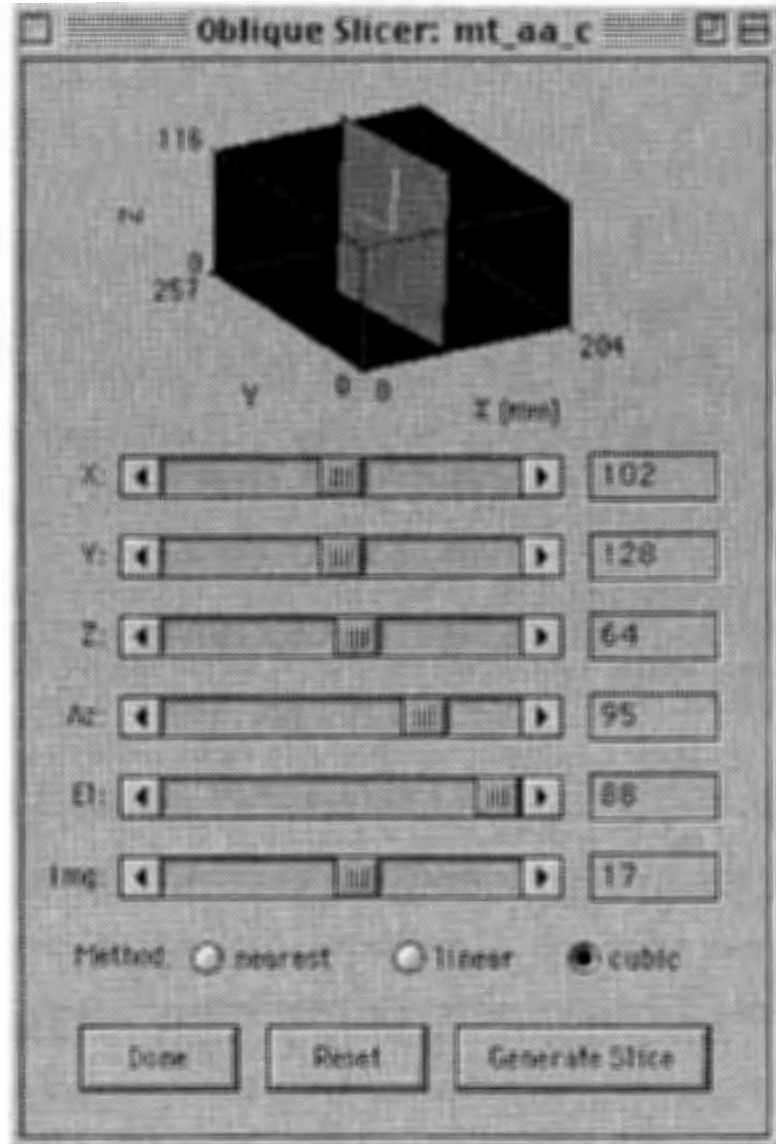 Oblique Slicer: mt_aa_c
116
Z
0
257
204
Y
0 0
X (mm)
X: 102
Y: 128
Z: 64
Az: 95
El: 88
Img: 17
Method: nearest linear cubic
Done Reset Generate Slice